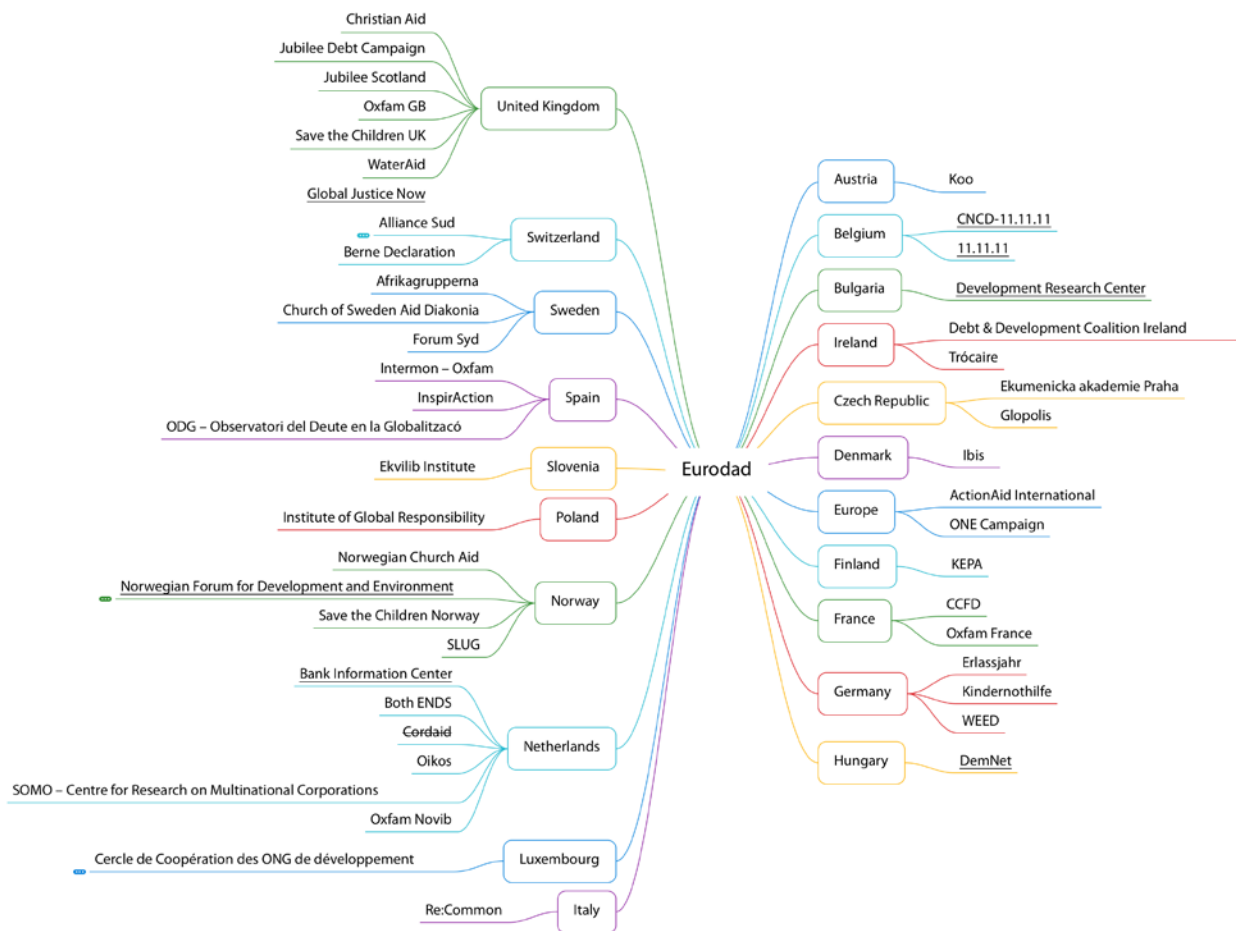 Christian Aid
Jubilee Debt Campaign
Jubilee Scotland
Oxfam GB
Save the Children UK
WaterAid
Global Justice Now
United Kingdom
Alliance Sud
Berne Declaration
Switzerland
Afrikagrupperna
Church of Sweden Aid Diakonia
Forum Syd
Sweden
Intermon – Oxfam
InspirAction
ODG – Observatori del Deute en la Globalitzacó
Spain
Ekvilib Institute
Slovenia
Institute of Global Responsibility
Poland
Norwegian Church Aid
Norwegian Forum for Development and Environment
Save the Children Norway
SLUG
Norway
Bank Information Center
Both ENDS
Cordaid
Oikos
SOMO – Centre for Research on Multinational Corporations
Oxfam Novib
Netherlands
Cercle de Coopération des ONG de développement
Luxembourg
Re:Common
Italy
Eurodad
Austria
Koo
Belgium
CNCD-11.11.11
11.11.11
Bulgaria
Development Research Center
Ireland
Debt & Development Coalition Ireland
Trócaire
Czech Republic
Ekumenicka akademie Praha
Glopolis
Denmark
Ibis
Europe
ActionAid International
ONE Campaign
Finland
KEPA
France
CCFD
Oxfam France
Germany
Erlassjahr
Kindernothilfe
WEED
Hungary
DemNet